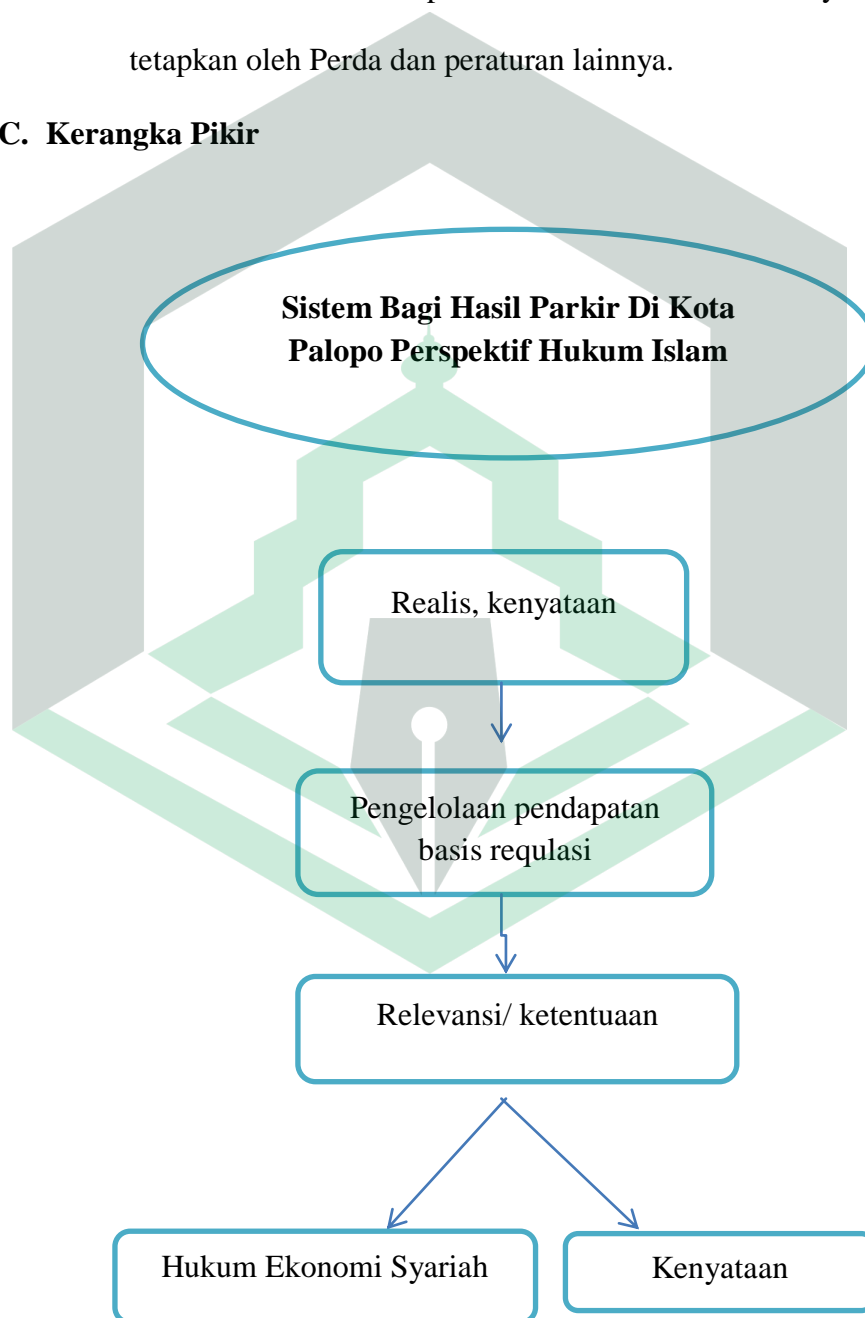 tetapkan oleh Perda dan peraturan lainnya.
C. Kerangka Pikir
Sistem Bagi Hasil Parkir Di Kota
Palopo Perspektif Hukum Islam
Realis, kenyataan
Pengelolaan pendapatan
basis requlasi
Relevansi/ ketentuaan
Hukum Ekonomi Syariah
Kenyataan